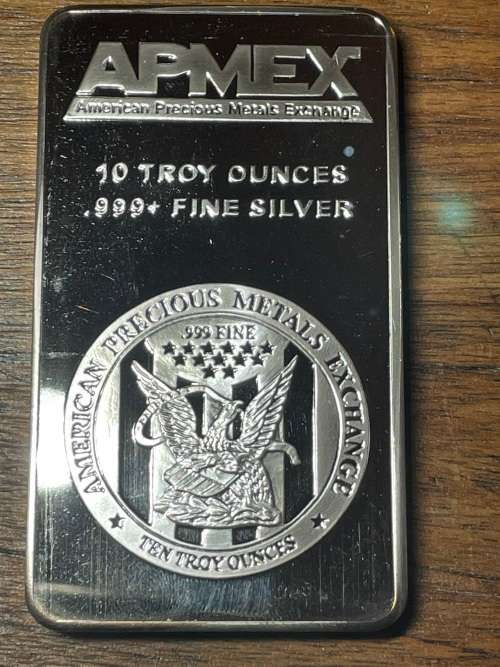 APMEX
American Precious Metals Exchange
10 TROY OUNCES
.999+ FINE SILVER
AMERICAN PRECIOUS METALS EXCHANGE
.999 FINE
TEN TROY OUNCES